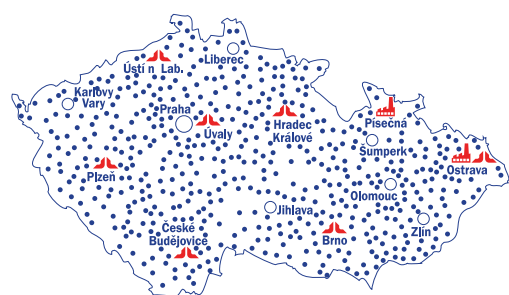 Ústí n Lab.
Liberec
Karlovy
Vary
Praha
Úvaly
Hradec
Králové
Písečná
Šumperk
Ostrava
Plzeň
Olomouc
České
Budějovice
Jihlava
Brno
Zlín